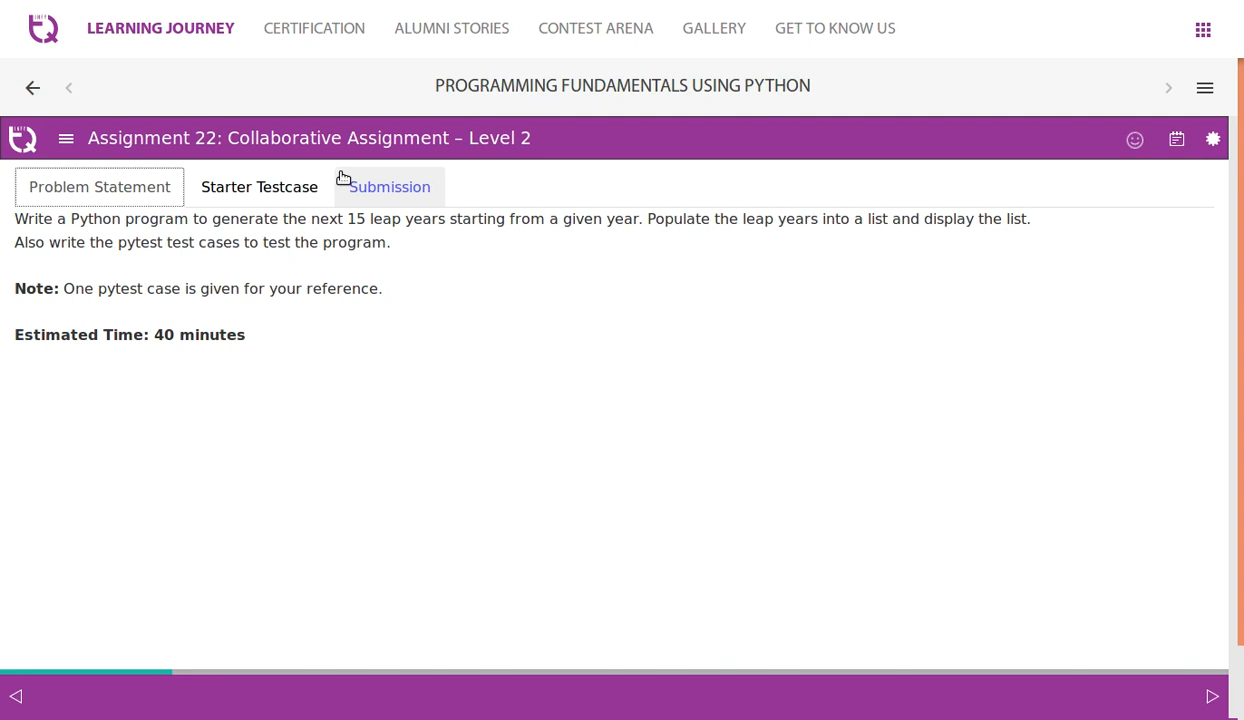 LEARNING JOURNEY CERTIFICATION ALUMNI STORIES CONTEST ARENA GALLERY GET TO KNOW US
PROGRAMMING FUNDAMENTALS USING PYTHON
Assignment 22: Collaborative Assignment – Level 2
Problem Statement Starter Testcase Submission
Write a Python program to generate the next 15 leap years starting from a given year. Populate the leap years into a list and display the list.
Also write the pytest test cases to test the program.
Note: One pytest case is given for your reference.
Estimated Time: 40 minutes